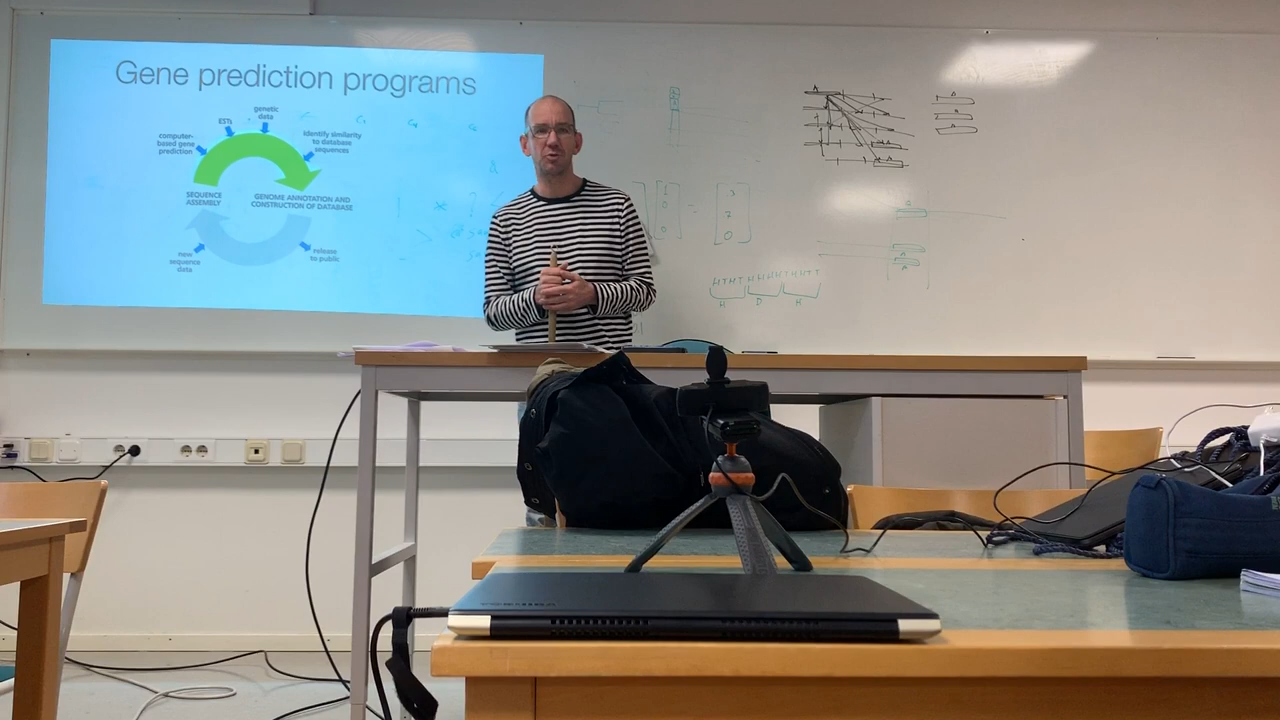 Gene prediction programs
genetic
data
ESTs
computer-
based gene
prediction
identify similarity
to database
sequences
SEQUENCE
ASSEMBLY
GENOME ANNOTATION AND
CONSTRUCTION OF DATABASE
new
sequence
data
release
to public
H D H